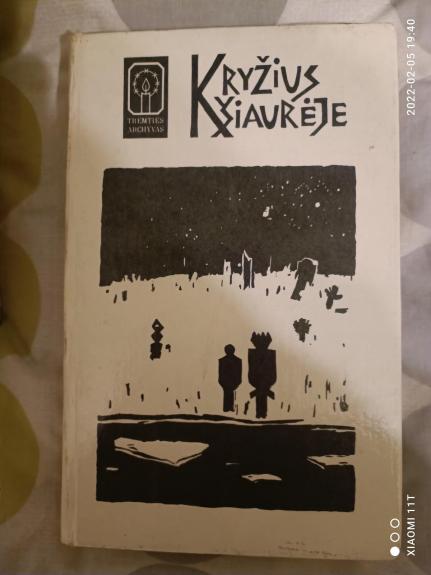 TREMTIES
ARCHYVAS
KRYŽIUS
ŠIAURĖJE
2022-02-05 19:40
XIAOMI 11T